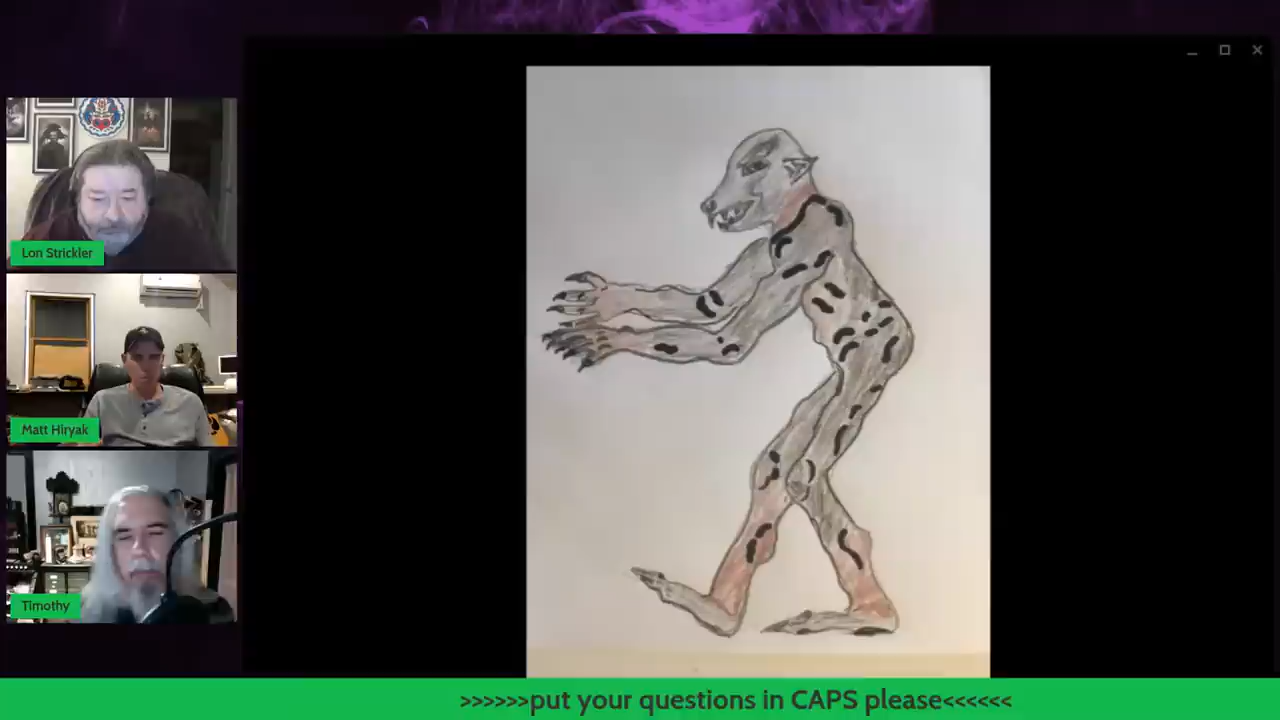 Lon Strickler
Matt Hiryak
Timothy
>>>>>>put your questions in CAPS please<<<<<<